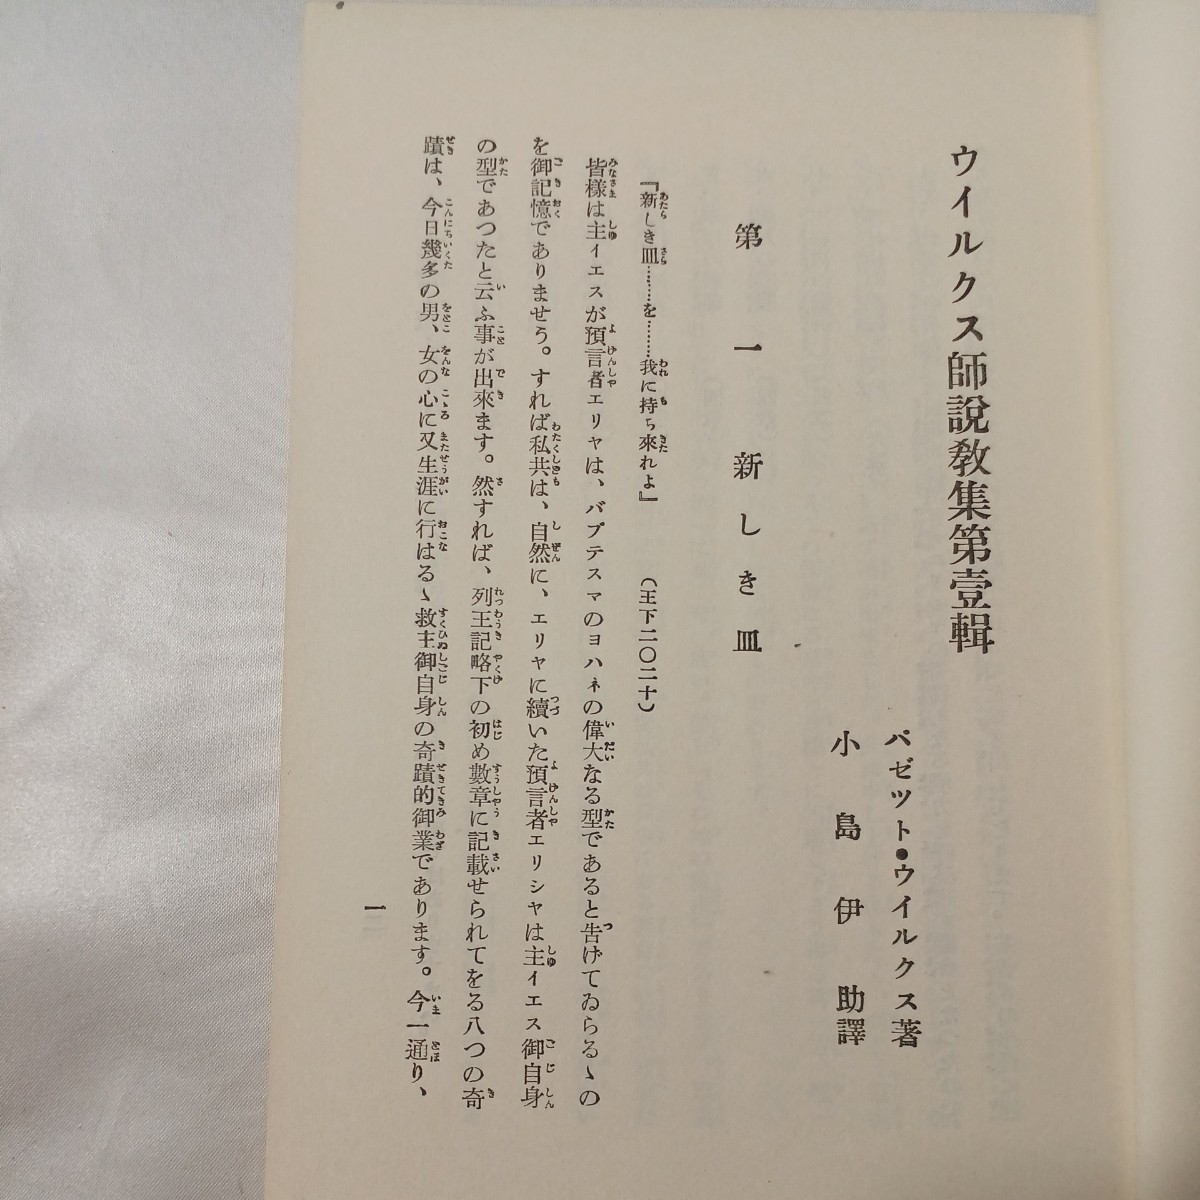 ウイルクス師說敎集第壹輯
パゼツト●ウイルクス著
小島伊助譯
第一 新しき皿
『新しき皿……を……我に持ち來れよ』 (王下二〇二十)
皆樣は主イエスが預言者エリヤは、バプテスマのヨハネの偉大なる型であると告げてゐらるゝの
を御記憶でありませう。すれば私共は、自然に、エリヤに續いた預言者エリシヤは主イエス御自身
の型であつたと云ふ事が出來ます。然すれば、列王記略下の初め數章に記載せられてをる八つの奇
蹟は、今日幾多の男、女の心に又生涯に行はるゝ救主御自身の奇蹟的御業であります。今一通り、
一